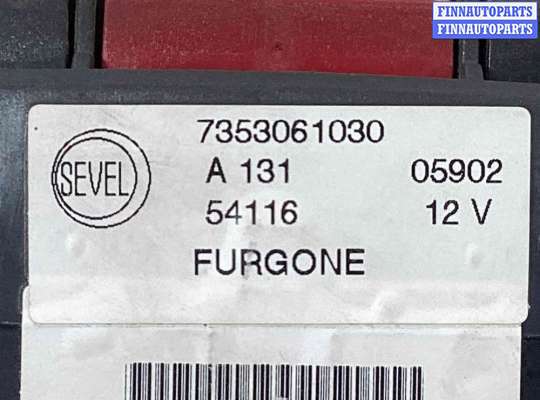 FINNAUTOPARTS
FINNAUTOPARTS
SEVEL
7353061030
A 131 05902
54116 12 V
FURGONE